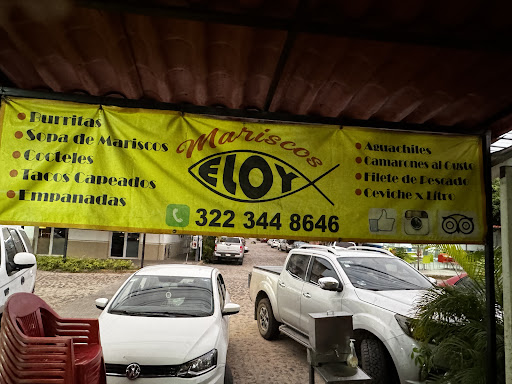 Burritas
Sopa de Mariscos
Cocteles
Tacos Capeados
Empanadas
Mariscos
ELOY
322 344 8646
Aguachiles
Camarones al Gusto
Filete de Pescado
Ceviche x Litro